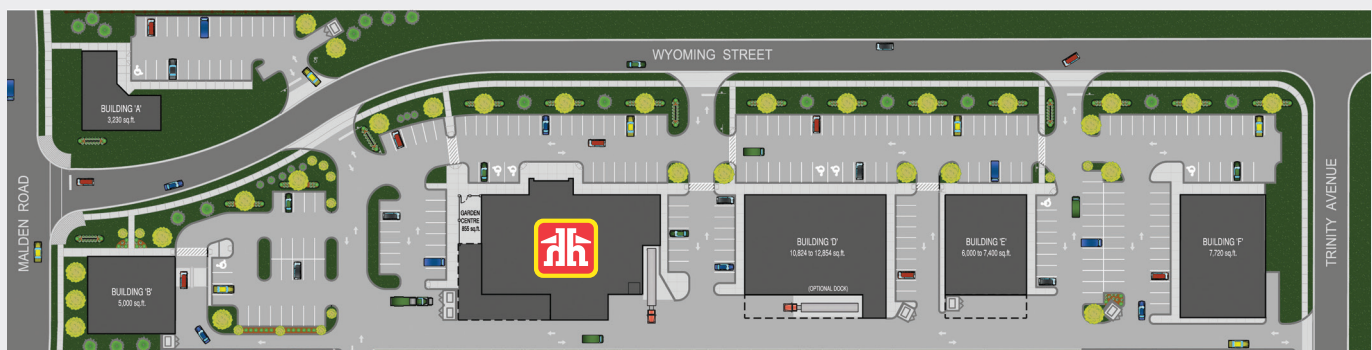 WYOMING STREET
BUILDING 'A'
3,230 sq.ft.
MALDEN ROAD
BUILDING 'B'
5,000 sq.ft.
GARDEN
CENTRE
855 sq.ft.
BUILDING 'D'
10,824 to 12,854 sq.ft.
(OPTIONAL DOCK)
BUILDING 'E'
6,000 to 7,400 sq.ft.
BUILDING 'F'
7,720 sq.ft.
TRINITY AVENUE